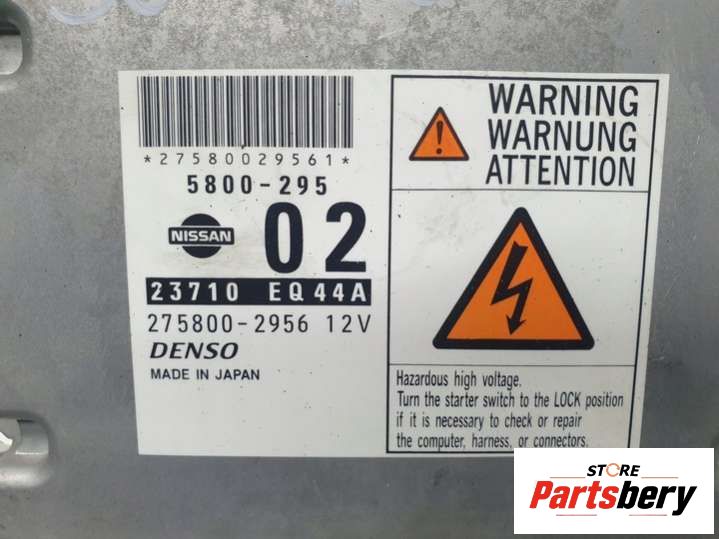 *27580029561*
5800-295
NISSAN 02
23710 EQ44A
275800-2956 12V
DENSO
MADE IN JAPAN
WARNING
WARNUNG
ATTENTION
Hazardous high voltage.
Turn the starter switch to the LOCK position
if it is necessary to check or repair
the computer, harness, or connectors.
STORE
Partsbery